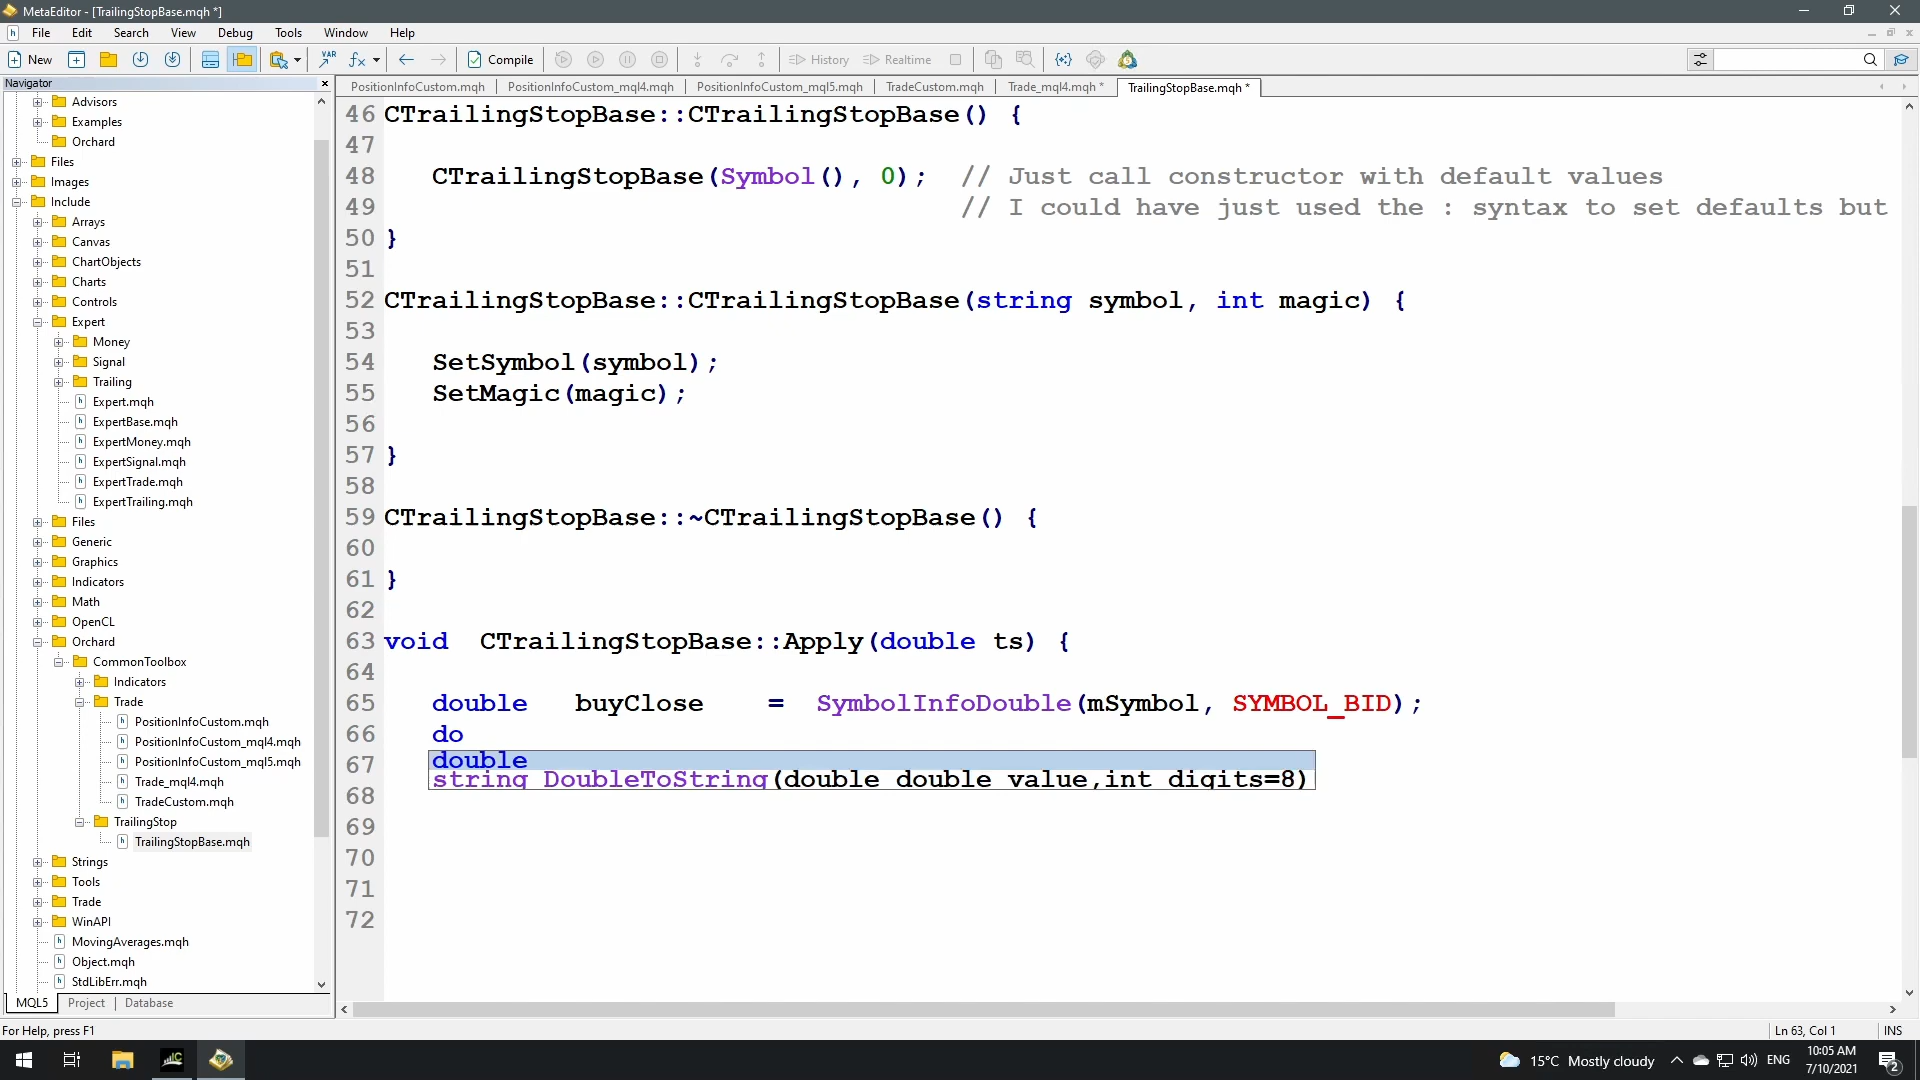 MetaEditor - [TrailingStopBase.mqh *]
File Edit Search View Debug Tools Window Help
New VAR Compile History Realtime
Navigator
PositionInfoCustom.mqh PositionInfoCustom_mql4.mqh PositionInfoCustom_mql5.mqh TradeCustom.mqh Trade_mql4.mqh * TrailingStopBase.mqh *
Advisors
Examples
Orchard
Files
Images
Include
Arrays
Canvas
ChartObjects
Charts
Controls
Expert
Money
Signal
Trailing
Expert.mqh
ExpertBase.mqh
ExpertMoney.mqh
ExpertSignal.mqh
ExpertTrade.mqh
ExpertTrailing.mqh
Files
Generic
Graphics
Indicators
Math
OpenCL
Orchard
CommonToolbox
Indicators
Trade
PositionInfoCustom.mqh
PositionInfoCustom_mql4.mqh
PositionInfoCustom_mql5.mqh
Trade_mql4.mqh
TradeCustom.mqh
TrailingStop
TrailingStopBase.mqh
Strings
Tools
Trade
WinAPI
MovingAverages.mqh
Object.mqh
StdLibErr.mqh
MQL5 Project Database
46 CTrailingStopBase::CTrailingStopBase() {
47
48 CTrailingStopBase(Symbol(), 0); // Just call constructor with default values
49 // I could have just used the : syntax to set defaults but
50 }
51
52 CTrailingStopBase::CTrailingStopBase(string symbol, int magic) {
53
54 SetSymbol(symbol);
55 SetMagic(magic);
56
57 }
58
59 CTrailingStopBase::~CTrailingStopBase() {
60
61 }
62
63 void CTrailingStopBase::Apply(double ts) {
64
65 double buyClose = SymbolInfoDouble(mSymbol, SYMBOL_BID);
66 do
67 double
string DoubleToString(double double_value,int digits=8)
68
69
70
71
72
For Help, press F1 Ln 63, Col 1 INS
15°C Mostly cloudy ENG 10:05 AM
7/10/2021 2